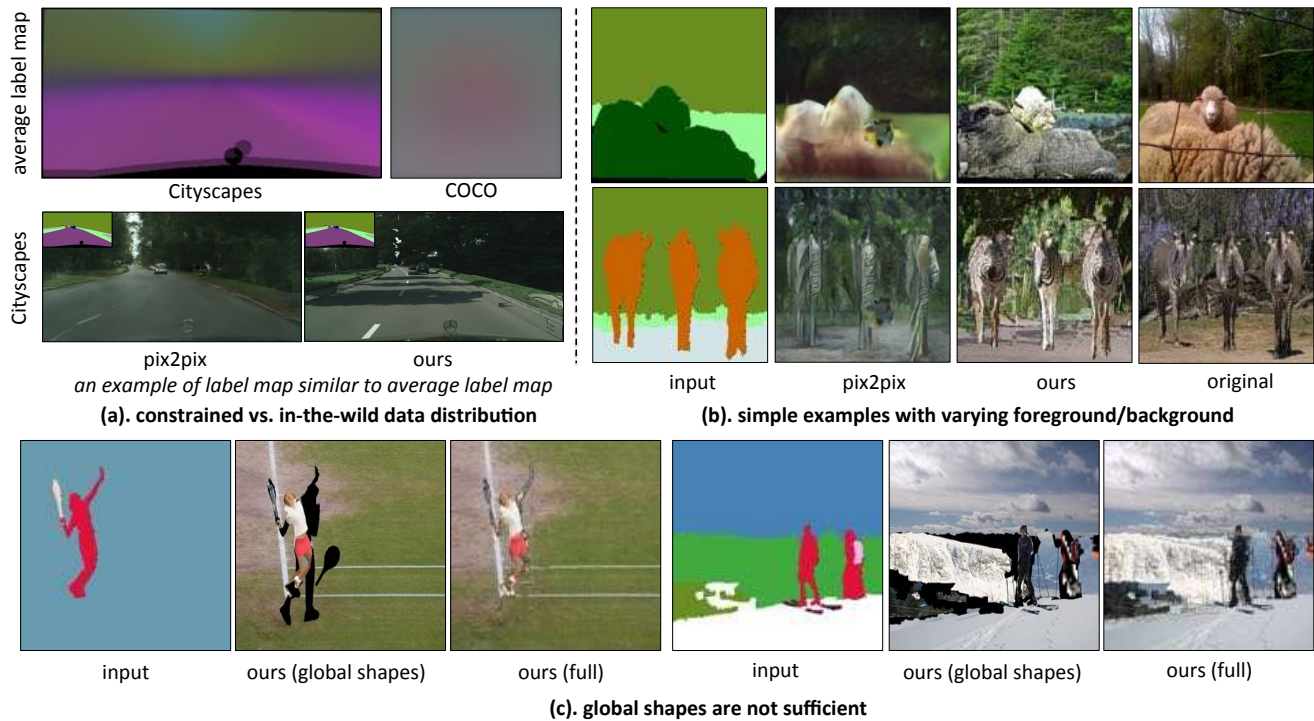 average label map
Cityscapes
COCO
Cityscapes
pix2pix
ours
an example of label map similar to average label map
(a). constrained vs. in-the-wild data distribution
input
pix2pix
ours
original
(b). simple examples with varying foreground/background
input
ours (global shapes)
ours (full)
input
ours (global shapes)
ours (full)
(c). global shapes are not sufficient